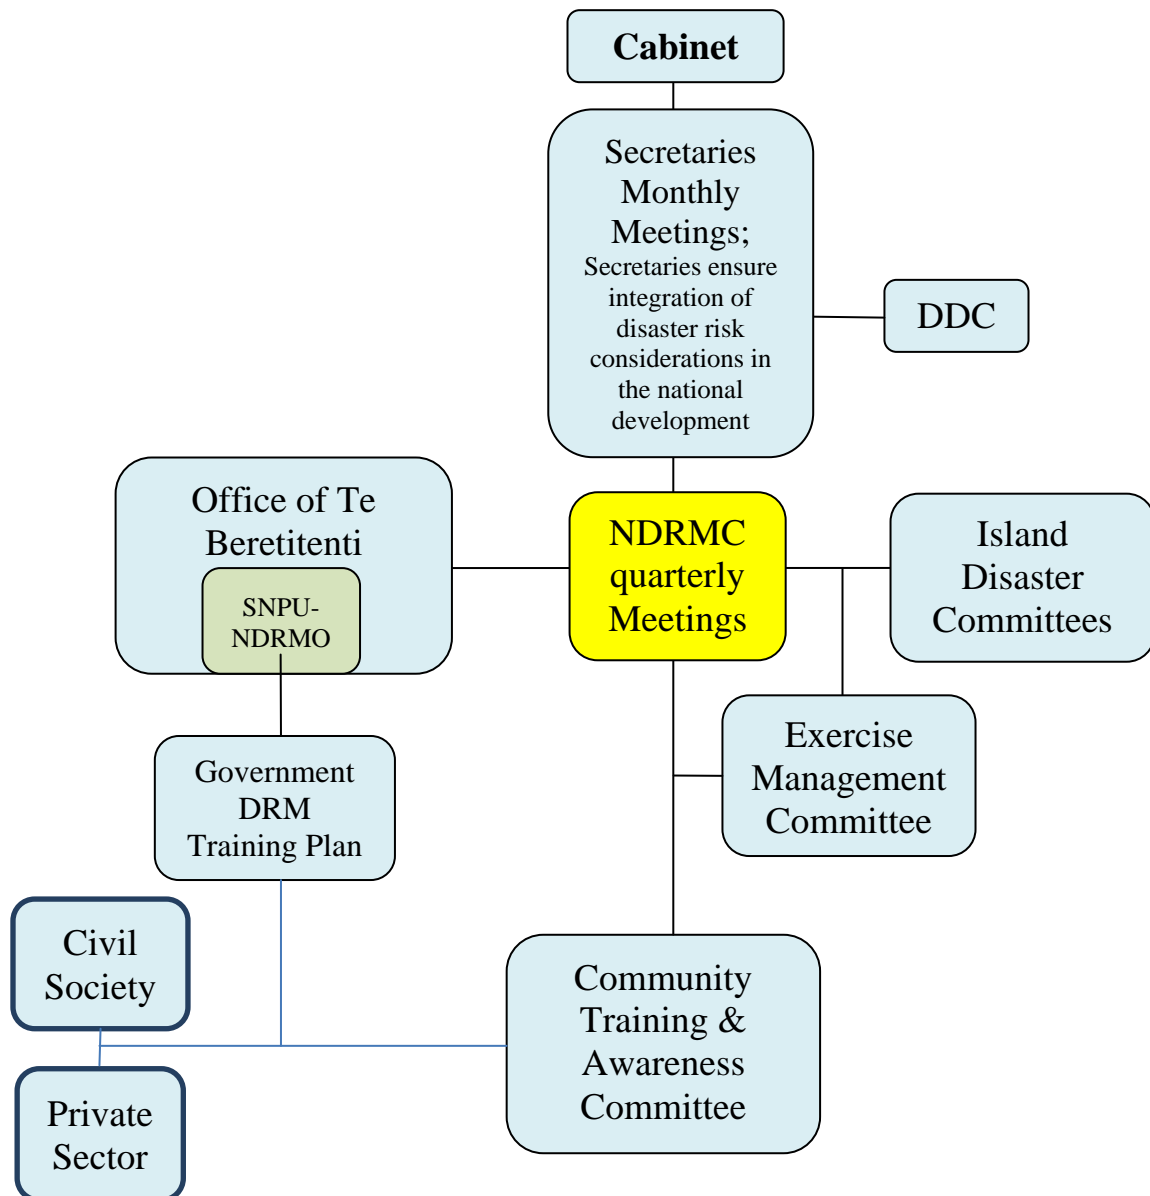 Cabinet
Secretaries
Monthly
Meetings;
Secretaries ensure
integration of
disaster risk
considerations in
the national
development
DDC
Office of Te
Beretitenti
SNPU-
NDRMO
NDRMC
quarterly
Meetings
Island
Disaster
Committees
Exercise
Management
Committee
Government
DRM
Training Plan
Civil
Society
Community
Training &
Awareness
Committee
Private
Sector